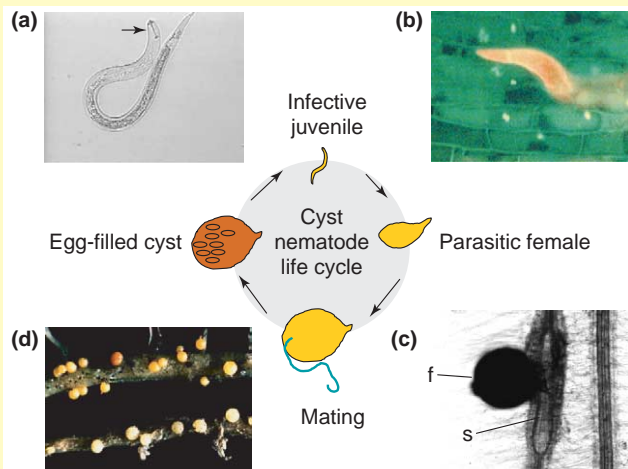 (a)
(b)
Infective
juvenile
Egg-filled cyst
Cyst
nematode
life cycle
Parasitic female
(d)
(c)
f
s
Mating